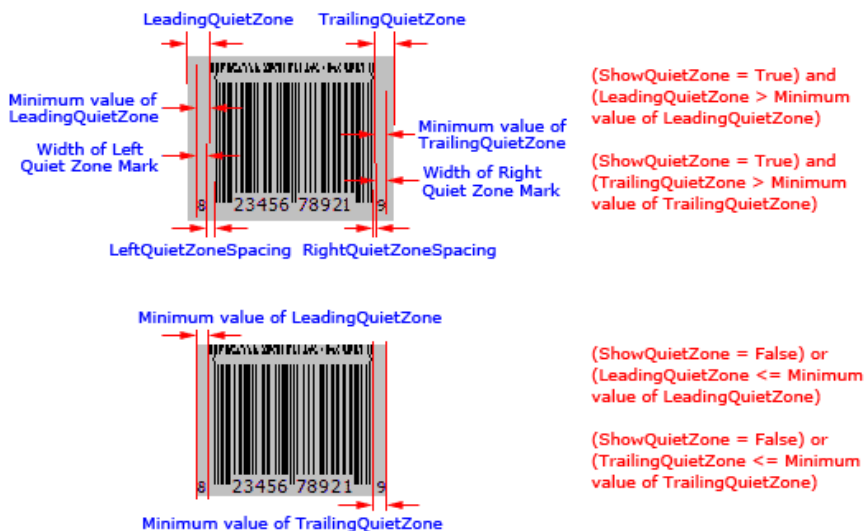 LeadingQuietZone
TrailingQuietZone
Minimum value of
LeadingQuietZone
Width of Left
Quiet Zone Mark
Minimum value of
TrailingQuietZone
Width of Right
Quiet Zone Mark
8 23456 78921 9
LeftQuietZoneSpacing
RightQuietZoneSpacing
(ShowQuietZone = True) and
(LeadingQuietZone > Minimum
value of LeadingQuietZone)
(ShowQuietZone = True) and
(TrailingQuietZone > Minimum
value of TrailingQuietZone)
Minimum value of LeadingQuietZone
8 23456 78921 9
Minimum value of TrailingQuietZone
(ShowQuietZone = False) or
(LeadingQuietZone <= Minimum
value of LeadingQuietZone)
(ShowQuietZone = False) or
(TrailingQuietZone <= Minimum
value of TrailingQuietZone)